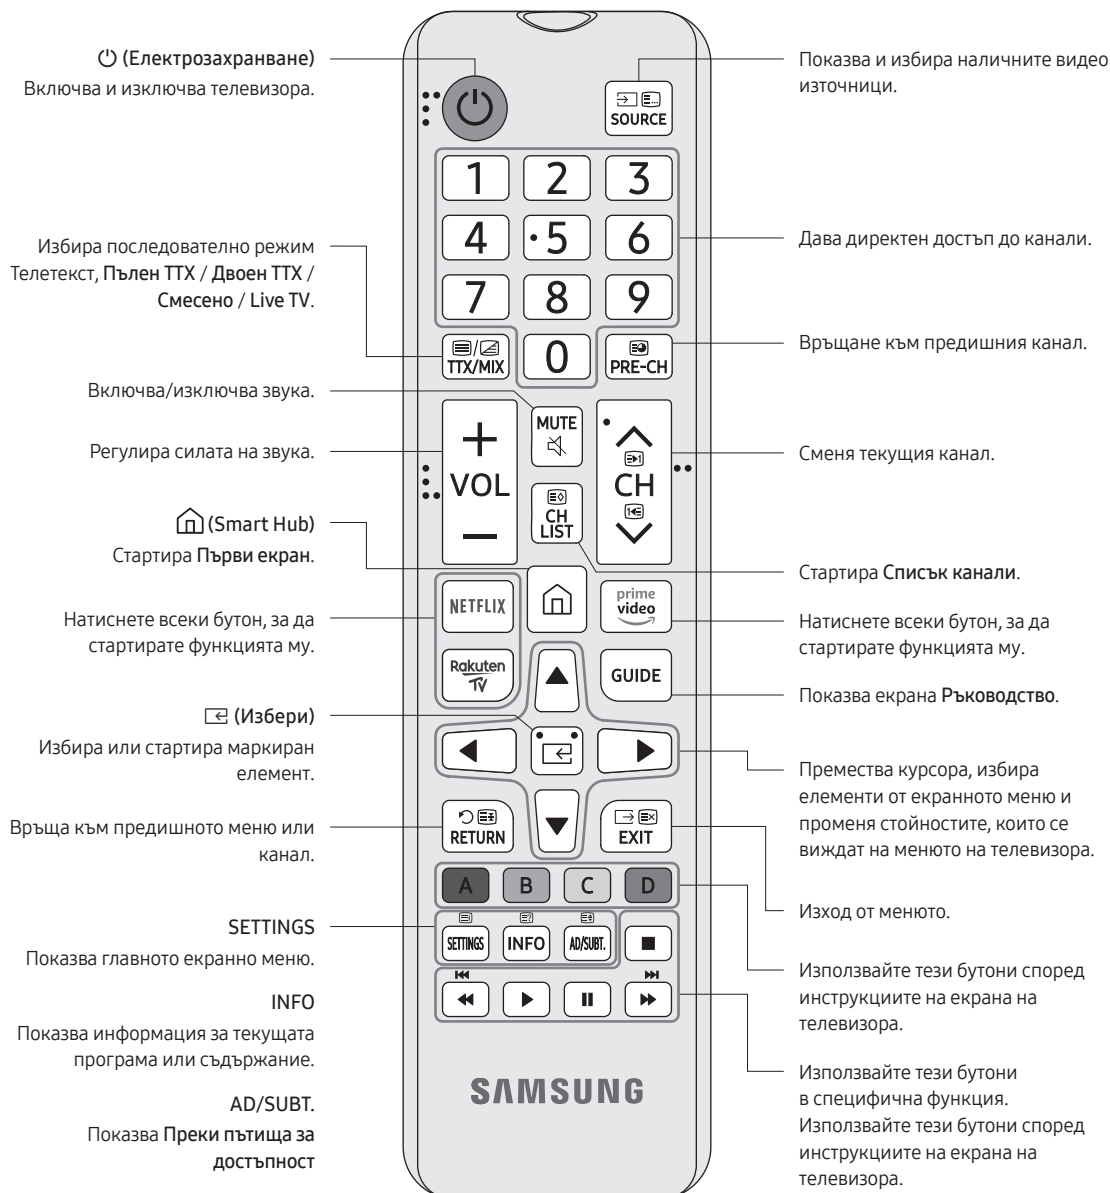 (Електрозахранване)
Включва и изключва телевизора.
Избира последователно режим
Телетекст, Пълен TTX / Двоен TTX /
Смесено / Live TV.
Включва/изключва звука.
Регулира силата на звука.
(Smart Hub)
Стартира Първи екран.
Натиснете всеки бутон, за да
стартирате функцията му.
(Избери)
Избира или стартира маркиран
елемент.
Връща към предишното меню или
канал.
SETTINGS
Показва главното екранно меню.
INFO
Показва информация за текущата
програма или съдържание.
AD/SUBT.
Показва Преки пътища за
достъпност
SOURCE
1 2 3
4 5 6
7 8 9
TTX/MIX 0 PRE-CH
MUTE
VOL
CH
CH
LIST
NETFLIX
prime
video
Rakuten
TV
GUIDE
RETURN
EXIT
A B C D
SETTINGS INFO AD/SUBT.
SAMSUNG
Показва и избира наличните видео
източници.
Дава директен достъп до канали.
Връщане към предишния канал.
Сменя текущия канал.
Стартира Списък канали.
Натиснете всеки бутон, за да
стартирате функцията му.
Показва екрана Ръководство.
Премества курсора, избира
елементи от екранното меню и
променя стойностите, които се
виждат на менюто на телевизора.
Изход от менюто.
Използвайте тези бутони според
инструкциите на екрана на
телевизора.
Използвайте тези бутони
в специфична функция.
Използвайте тези бутони според
инструкциите на екрана на
телевизора.